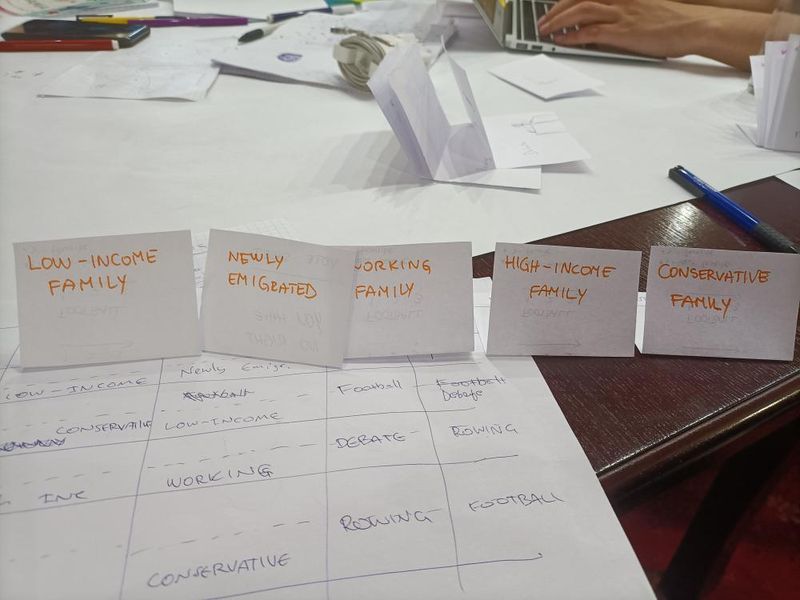 LOW-INCOME
FAMILY
NEWLY
EMIGRATED
WORKING
FAMILY
HIGH-INCOME
FAMILY
CONSERVATIVE
FAMILY
LOW-INCOME
Newly Emigr.
Football
Football
Debate
CONSERVATIVE
LOW-INCOME
DEBATE
ROWING
INK
WORKING
ROWING
FOOTBALL
CONSERVATIVE